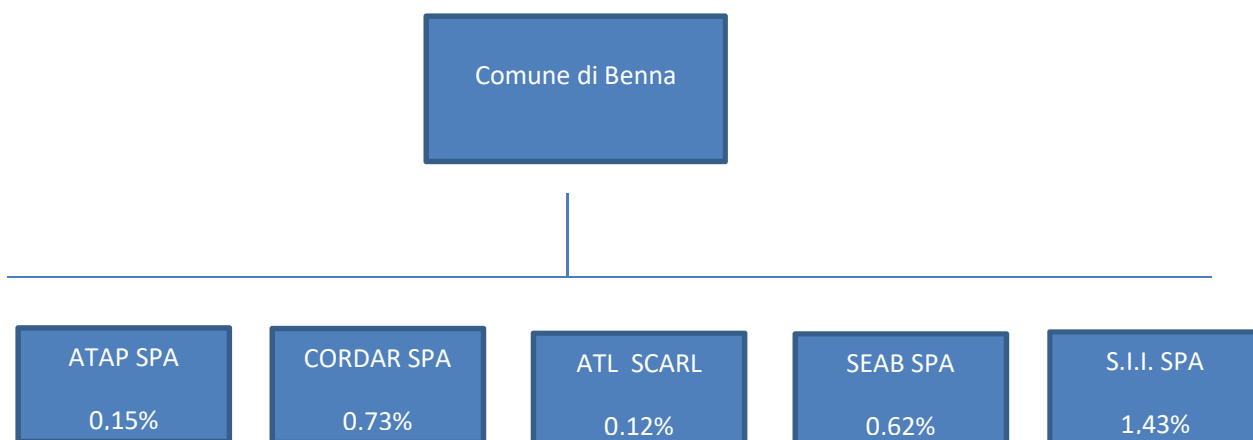 Comune di Benna
ATAP SPA
0,15%
CORDAR SPA
0.73%
ATL SCARL
0.12%
SEAB SPA
0.62%
S.I.I. SPA
1,43%